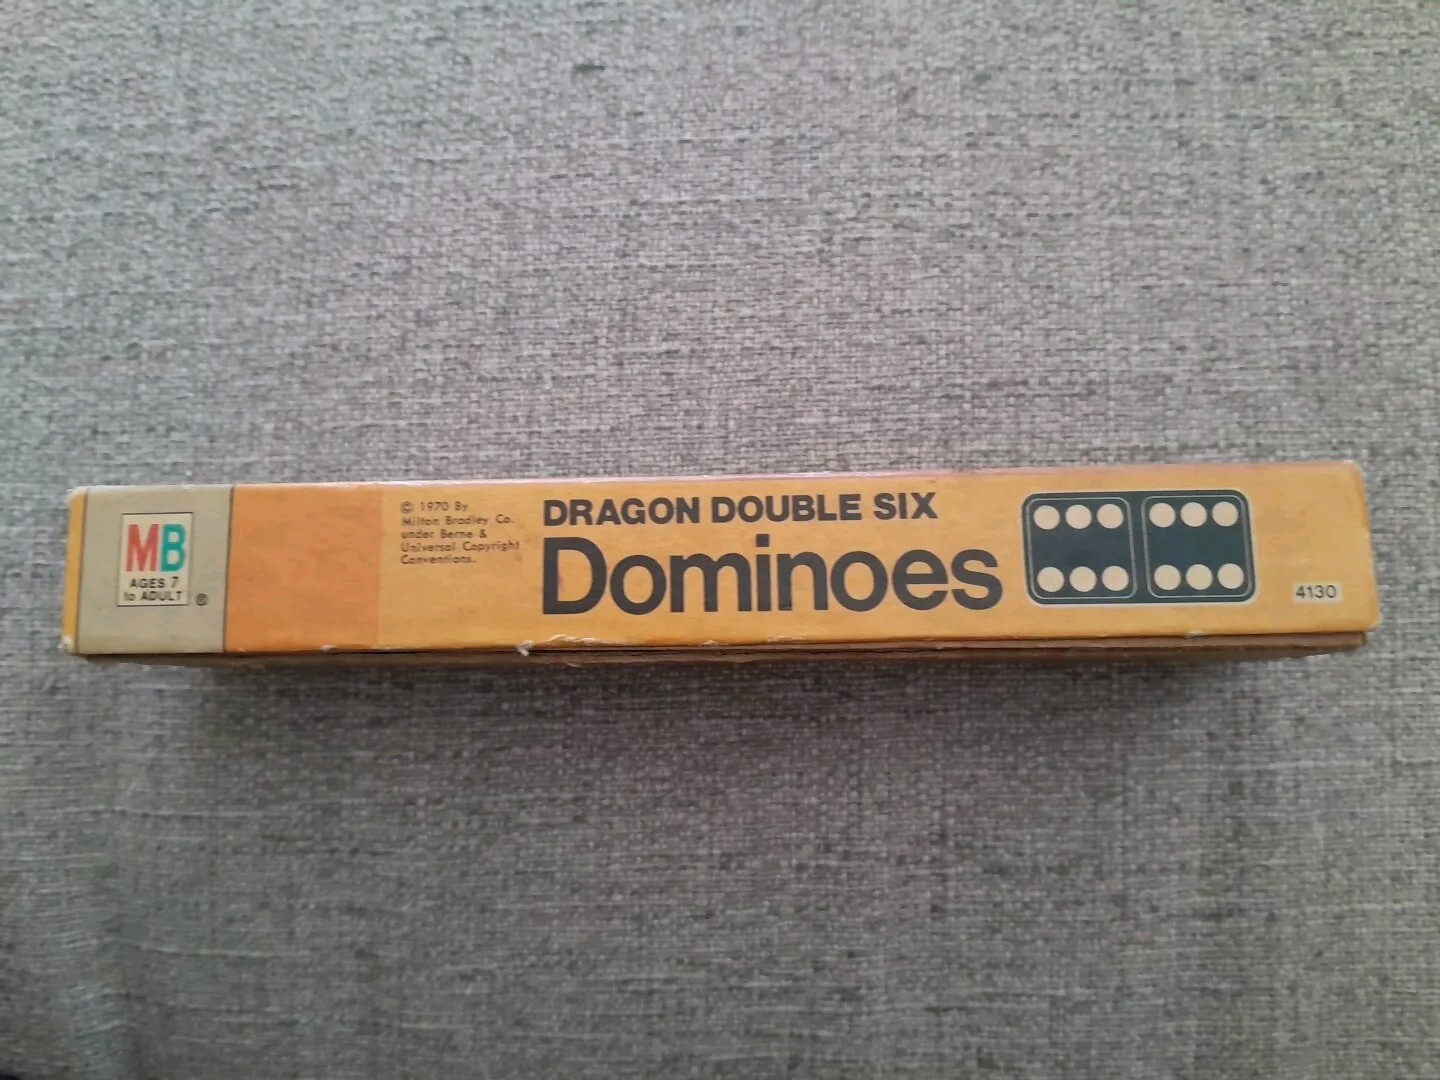 MB
AGES 7
to ADULT ®
© 1970 By
Milton Bradley Co.
under Berne &
Universal Copyright
Conventions.
DRAGON DOUBLE SIX
Dominoes
4130